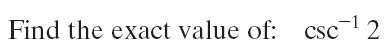 Find the exact value of: csc⁻¹ 2